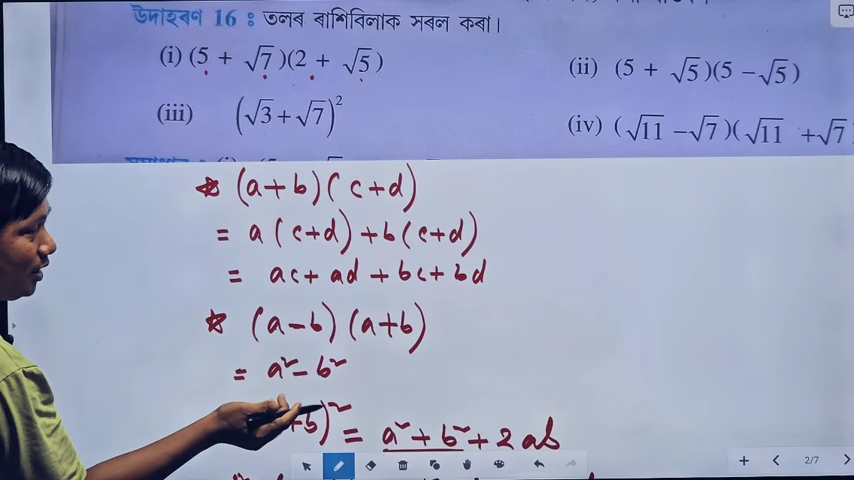 উদাহৰণ 16 : তলৰ ৰাশিবিলাক সৰল কৰা।
(i) (5 + √7)(2 + √5)
(ii) (5 + √5)(5 − √5)
(iii) (√3 + √7)²
(iv) (√11 − √7)(√11 + √7
(a+b)(c+d)
= a(c+d)+b(c+d)
= ac+ad+bc+bd
(a−b)(a+b)
= a²−b²
+b)² = a²+b²+2ab
2/7